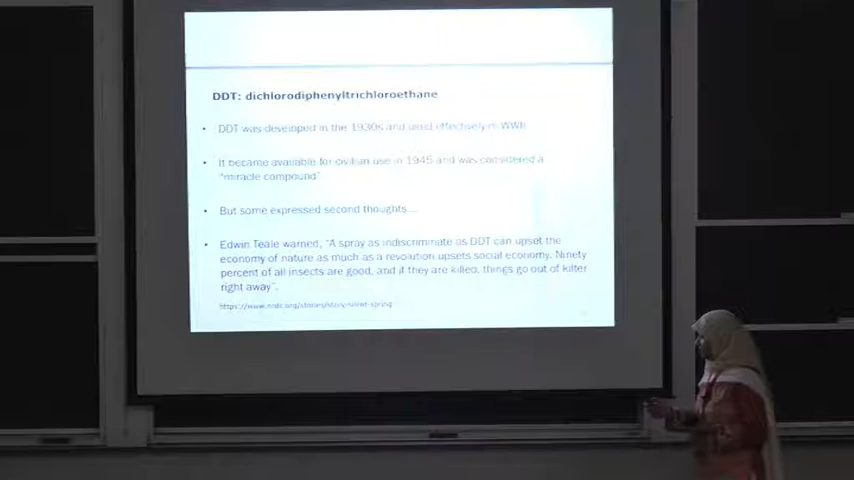 DDT: dichlorodiphenyltrichloroethane
• DDT was developed in the 1930s and used effectively in WWII
• It became available for civilian use in 1945 and was considered a
"miracle compound"
• But some expressed second thoughts…
• Edwin Teale warned, "A spray as indiscriminate as DDT can upset the
economy of nature as much as a revolution upsets social economy. Ninety
percent of all insects are good, and if they are killed, things go out of kilter
right away".
https://www.nrdc.org/stories/story-silent-spring